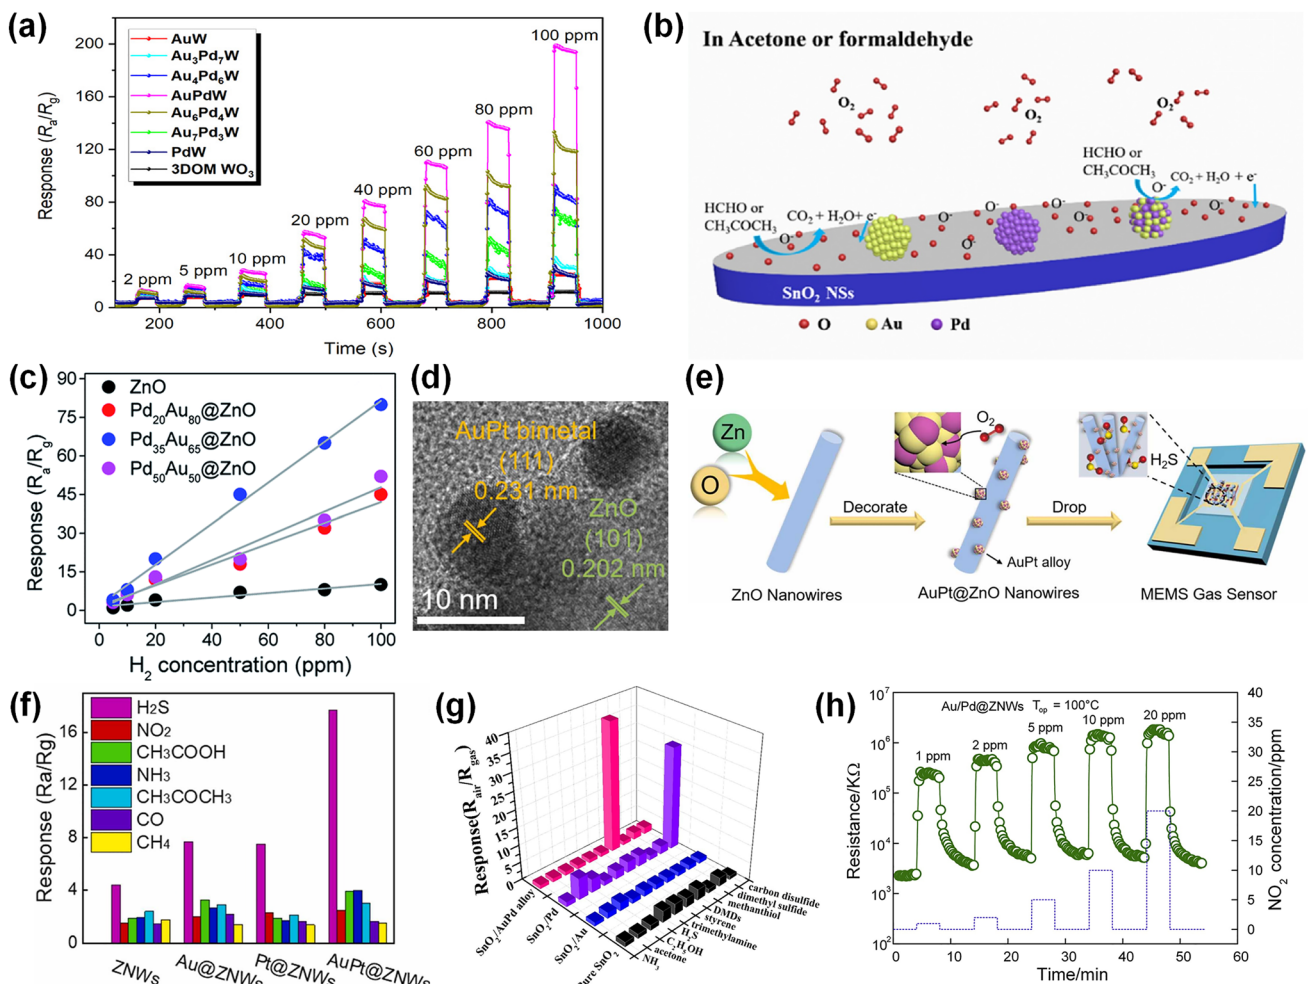 (a)
Response (Ra/Rg)
200
160
120
80
40
0
AuW
Au3Pd7W
Au4Pd6W
AuPdW
Au6Pd4W
Au7Pd3W
PdW
3DOM WO3
2 ppm
5 ppm
10 ppm
20 ppm
40 ppm
60 ppm
80 ppm
100 ppm
200 400 600 800 1000
Time (s)
(b)
In Acetone or formaldehyde
O2
O2
O2
HCHO or
CH3COCH3
CO2 + H2O + e-
O-
HCHO or
CH3COCH3
CO2 + H2O+ e-
O-
O-
O-
O-
O-
O-
O-
SnO2 NSs
O Au Pd
(c)
Response (Ra/Rg)
90
75
60
45
30
15
0
ZnO
Pd20Au80@ZnO
Pd35Au65@ZnO
Pd50Au50@ZnO
0 20 40 60 80 100
H2 concentration (ppm)
(d)
AuPt bimetal
(111)
0.231 nm
ZnO
(101)
0.202 nm
10 nm
(e)
Zn
O
O2
H2S
Decorate
Drop
AuPt alloy
ZnO Nanowires
AuPt@ZnO Nanowires
MEMS Gas Sensor
(f)
Response (Ra/Rg)
16
12
8
4
0
H2S
NO2
CH3COOH
NH3
CH3COCH3
CO
CH4
ZNWs
Au@ZNWs
Pt@ZNWs
AuPt@ZNWs
(g)
Response(Rair/Rgas)
40
35
30
25
20
15
10
5
0
SnO2/AuPd alloy
SnO2/Pd
SnO2/Au
Pure SnO2
carbon disulfide
dimethyl sulfide
methanthiol
DMDs
styrene
trimethylamine
H2S
C2H5OH
acetone
NH3
(h)
Au/Pd@ZNWs Top = 100°C
Resistance/KΩ
10^7
10^6
10^5
10^4
10^3
10^2
1 ppm
2 ppm
5 ppm
10 ppm
20 ppm
40
35
30
25
20
15
10
5
0
NO2 concentration/ppm
0 10 20 30 40 50 60
Time/min